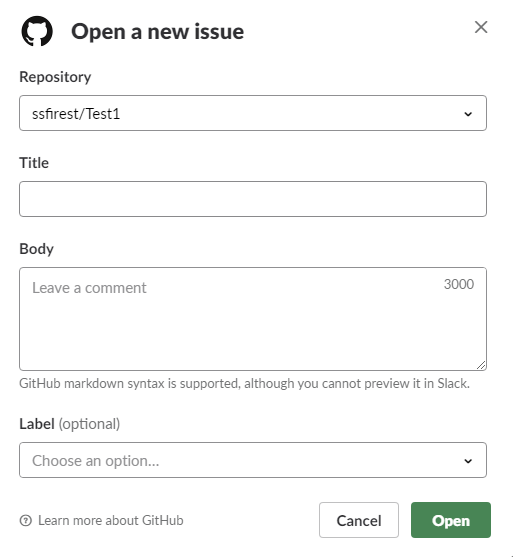 Open a new issue
Repository
ssfirest/Test1
Title
Body
Leave a comment
3000
GitHub markdown syntax is supported, although you cannot preview it in Slack.
Label (optional)
Choose an option...
Learn more about GitHub
Cancel
Open